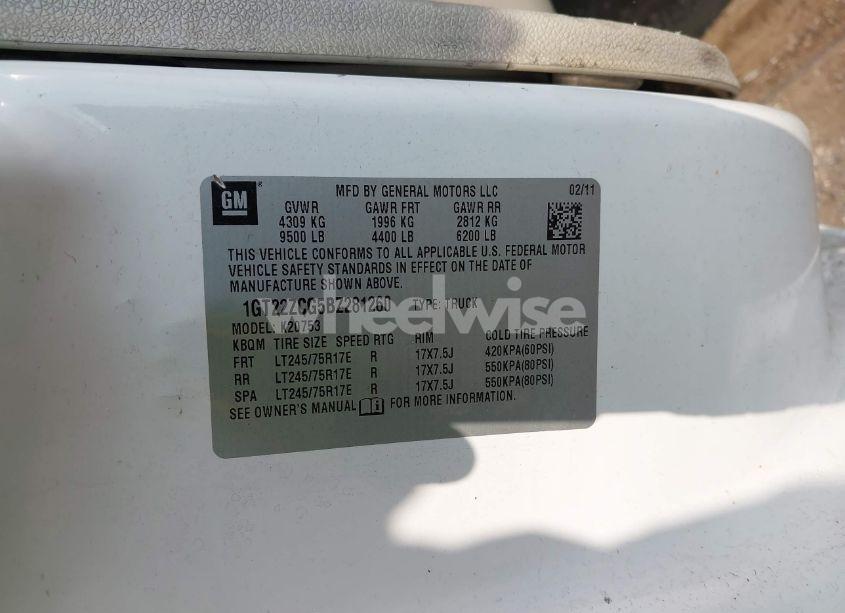 GM
MFD BY GENERAL MOTORS LLC 02/11
GVWR GAWR FRT GAWR RR
4309 KG 1996 KG 2812 KG
9500 LB 4400 LB 6200 LB
THIS VEHICLE CONFORMS TO ALL APPLICABLE U.S. FEDERAL MOTOR
VEHICLE SAFETY STANDARDS IN EFFECT ON THE DATE OF
MANUFACTURE SHOWN ABOVE.
1GT22ZCG5BZ281260 TYPE: TRUCK
wheelwise
MODEL: K20753
KBQM TIRE SIZE SPEED RTG RIM COLD TIRE PRESSURE
FRT LT245/75R17E R 17X7.5J 420KPA(60PSI)
RR LT245/75R17E R 17X7.5J 550KPA(80PSI)
SPA LT245/75R17E R 17X7.5J 550KPA(80PSI)
SEE OWNER'S MANUAL FOR MORE INFORMATION.